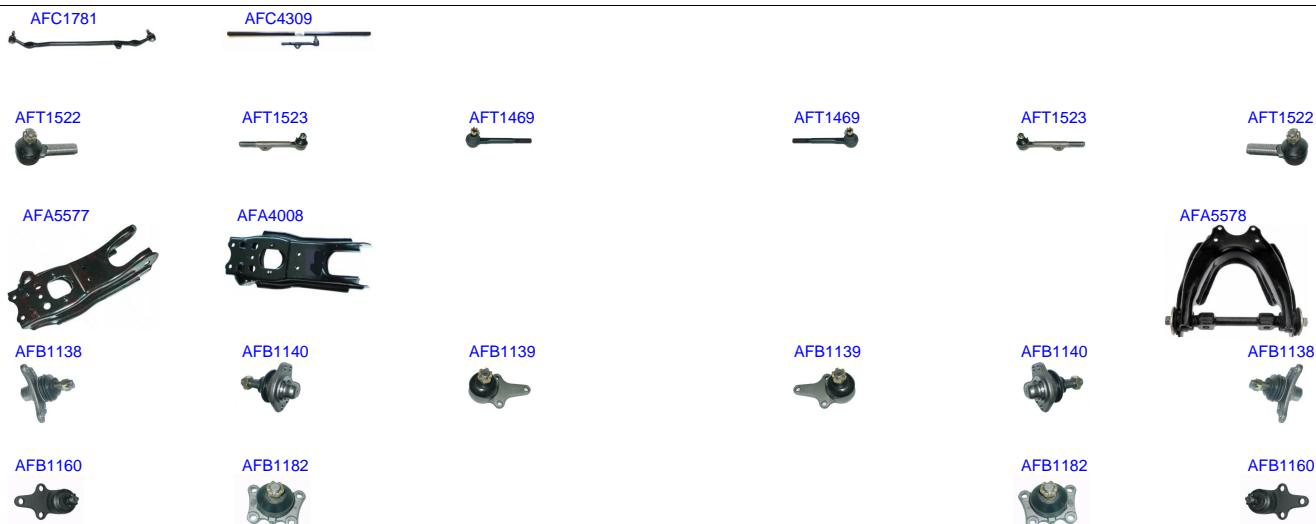 AFC1781 AFC4309
AFT1522 AFT1523 AFT1469 AFT1469 AFT1523 AFT1522
AFA5577 AFA4008 AFA5578
AFB1138 AFB1140 AFB1139 AFB1139 AFB1140 AFB1138
AFB1160 AFB1182 AFB1182 AFB1160